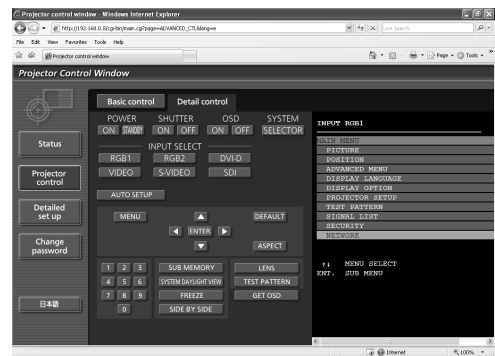 Projector control window - Windows Internet Explorer
http://192.168.0.8/cgi-bin/main.cgi?page=ADVANCED_CTL&lang=e
Live Search
File Edit View Favorites Tools Help
Projector control window
Page Tools
Projector Control Window
Basic control Detail control
POWER SHUTTER OSD SYSTEM
ON STANDBY ON OFF ON OFF SELECTOR
INPUT SELECT
RGB1 RGB2 DVI-D
VIDEO S-VIDEO SDI
AUTO SETUP
MENU DEFAULT
ENTER
ASPECT
1 2 3 SUB MEMORY LENS
4 5 6 SYSTEM DAYLIGHT VIEW TEST PATTERN
7 8 9 FREEZE GET OSD
0 SIDE BY SIDE
Status
Projector
control
Detailed
set up
Change
password
日本語
INPUT RGB1
MAIN MENU
PICTURE
POSITION
ADVANCED MENU
DISPLAY LANGUAGE
DISPLAY OPTION
PROJECTOR SETUP
TEST PATTERN
SIGNAL LIST
SECURITY
NETWORK
↑↓ MENU SELECT
ENT. SUB MENU
Internet 100%